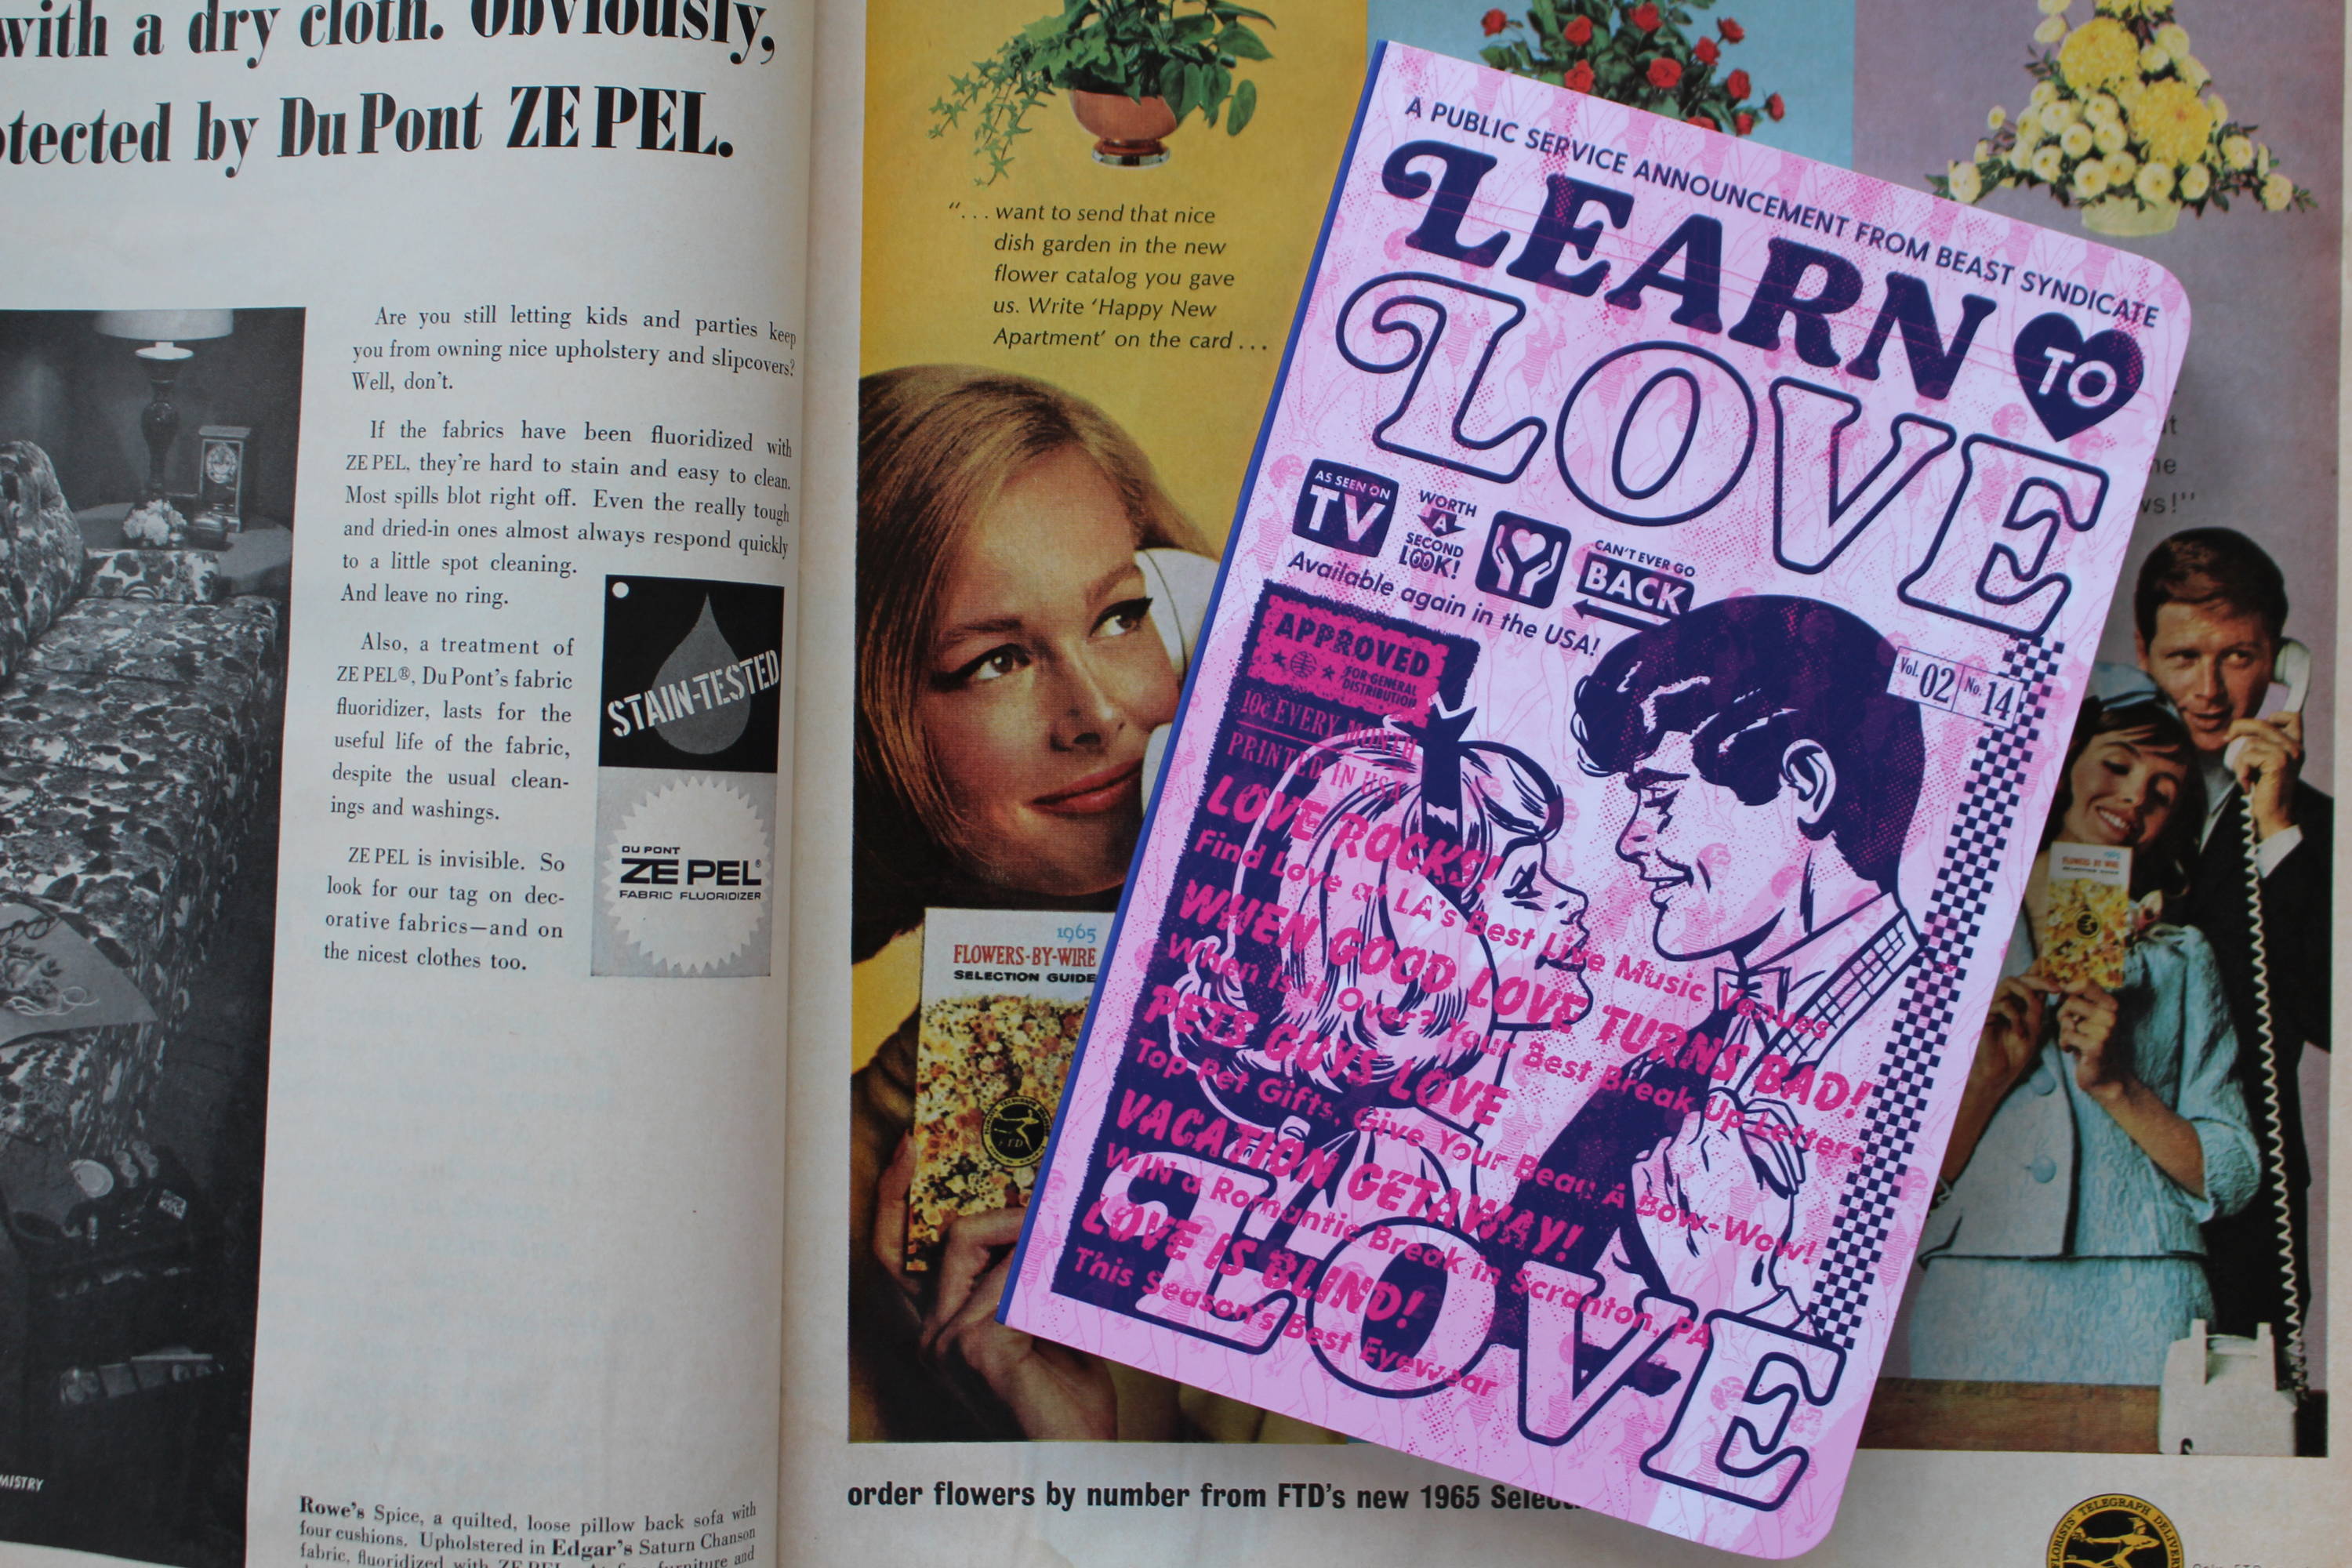 with a dry cloth. Obviously,
by Du Pont ZE PEL.
Are you still letting kids and parties keep
you from owning nice upholstery and slipcovers?
Well, don't.
If the fabrics have been fluoridized with
ZE PEL, they're hard to stain and easy to clean.
Most spills blot right off. Even the really tough
and dried-in ones almost always respond quickly
to a little spot cleaning.
And leave no ring.
Also, a treatment of
ZE PEL®, Du Pont's fabric
fluoridizer, lasts for the
useful life of the fabric,
despite the usual clean-
ings and washings.
ZE PEL is invisible. So
look for our tag on dec-
orative fabrics—and on
the nicest clothes too.
STAIN-TESTED
DU PONT
ZE PEL®
FABRIC FLUORIDIZER
Rowe's Spice, a quilted, loose pillow back sofa with
four cushions. Upholstered in Edgar's Saturn Chanson
fabric, fluoridized with ZE PEL. At fine furniture and
". . . want to send that nice
dish garden in the new
flower catalog you gave
us. Write 'Happy New
Apartment' on the card . . .
1965
FLOWERS-BY-WIRE
SELECTION GUIDE
FTD
order flowers by number from FTD's new 1965
A PUBLIC SERVICE ANNOUNCEMENT FROM BEAST SYNDICATE
LEARN TO
LOVE
AS SEEN ON
TV
WORTH
A
SECOND
LOOK!
CAN'T EVER GO
BACK
Available again in the USA!
APPROVED
FOR GENERAL
DISTRIBUTION
Vol. 02 No. 14
10¢ EVERY MONTH
PRINTED IN USA
LOVE ROCKS!
Find Love at LA's Best Live Music Venues
WHEN GOOD LOVE TURNS BAD!
When Is It Over? Your Best Break Up Letters
PETS GUYS LOVE
Top Pet Gifts, Give Your Beau A Bow-Wow!
VACATION GETAWAY!
WIN a Romantic Break in Scranton, PA
LOVE IS BLIND!
This Season's Best Eyewear
LOVE